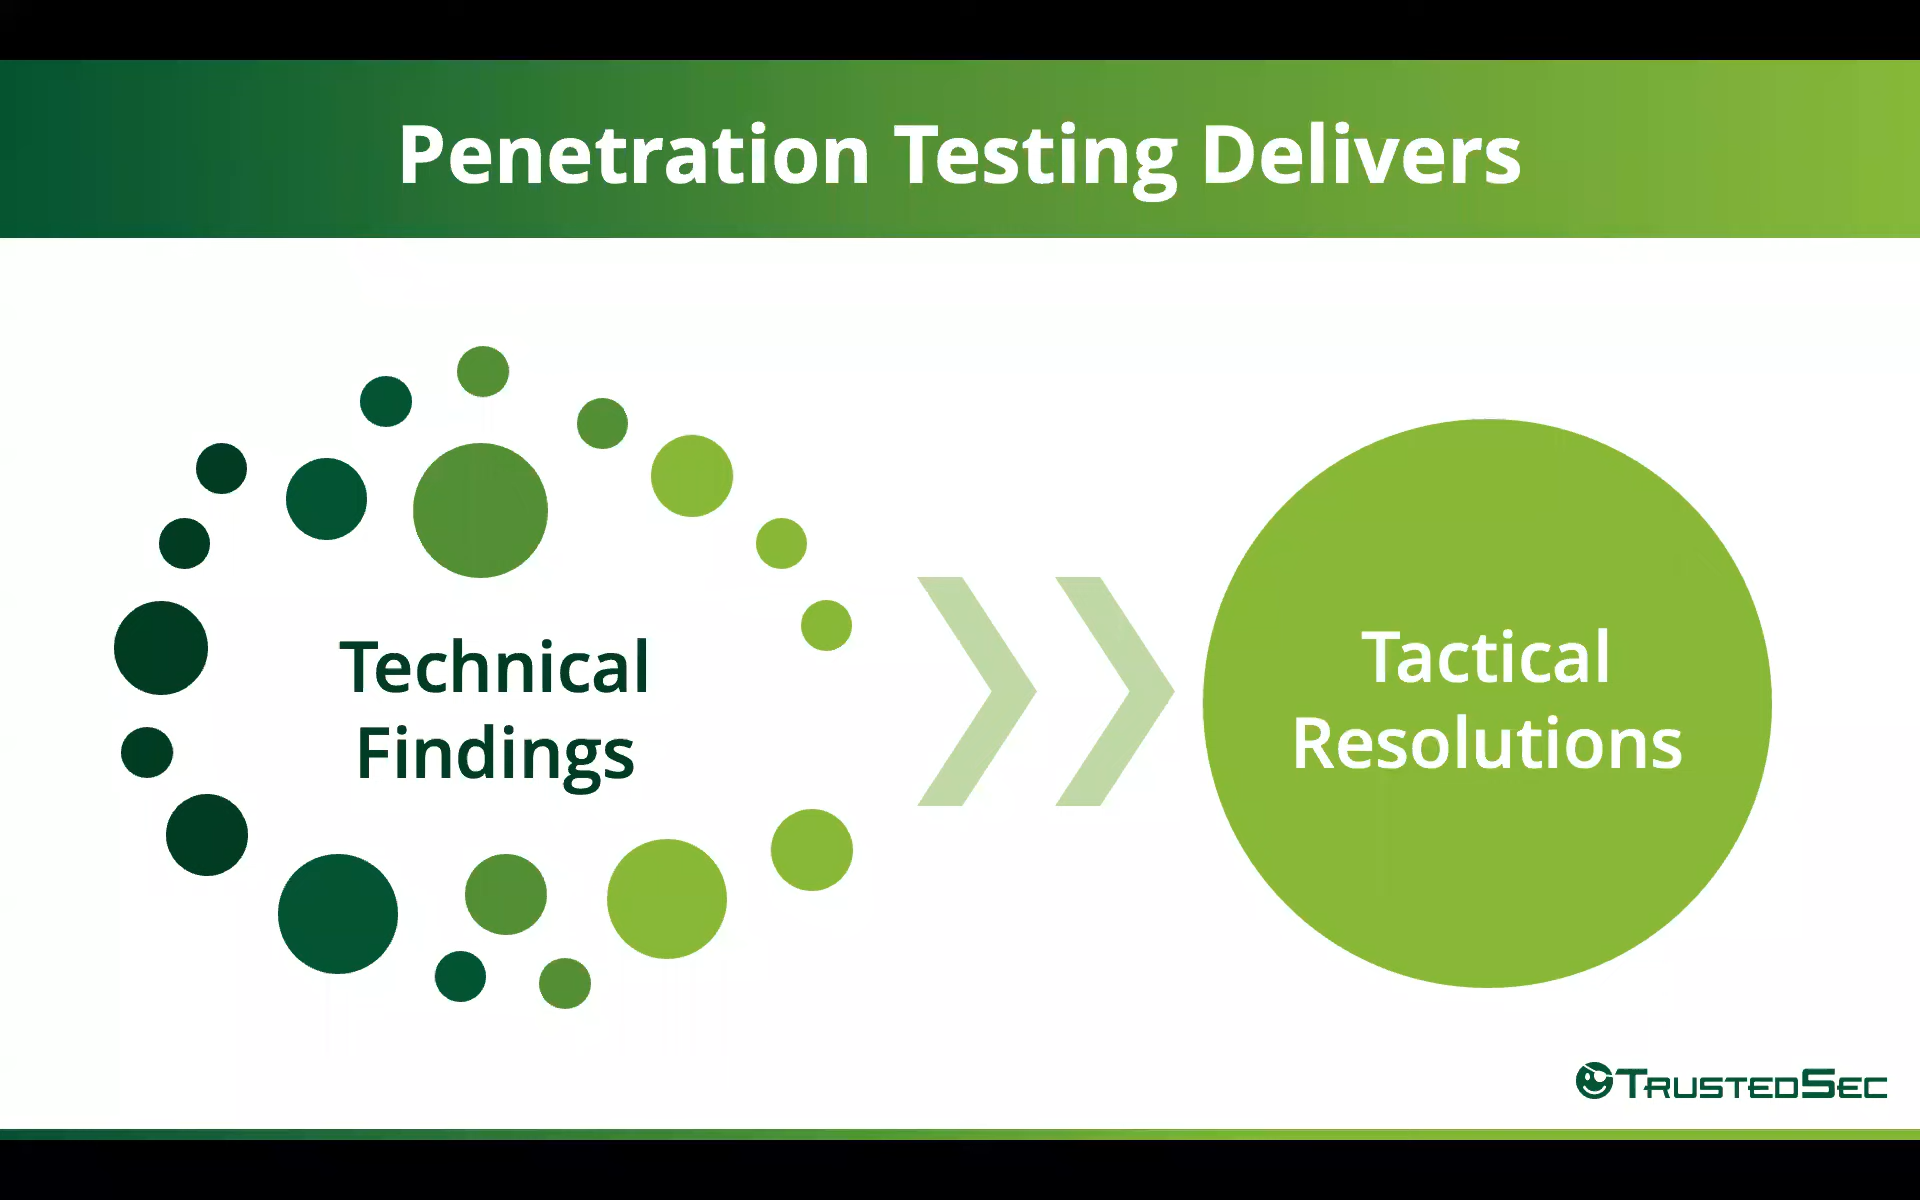 Penetration Testing Delivers
Technical
Findings
Tactical
Resolutions
TrustedSec